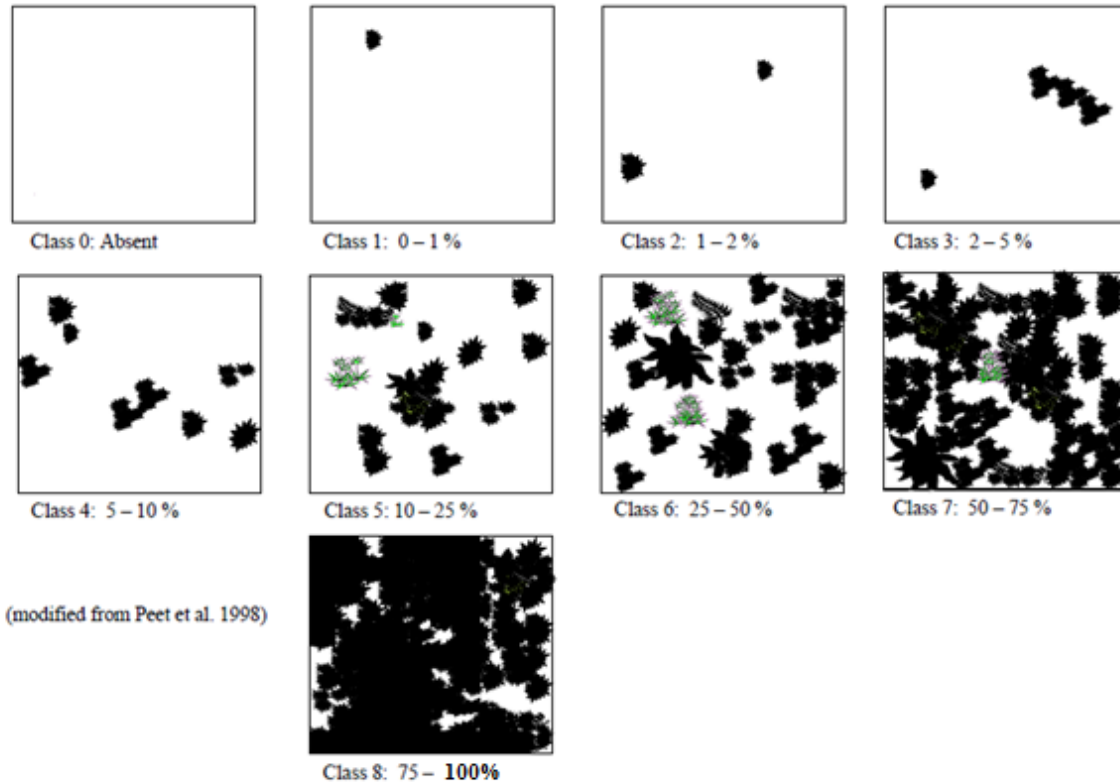 Class 0: Absent
Class 1: 0 – 1 %
Class 2: 1 – 2 %
Class 3: 2 – 5 %
Class 4: 5 – 10 %
Class 5: 10 – 25 %
Class 6: 25 – 50 %
Class 7: 50 – 75 %
(modified from Peet et al. 1998)
Class 8: 75 – 100%